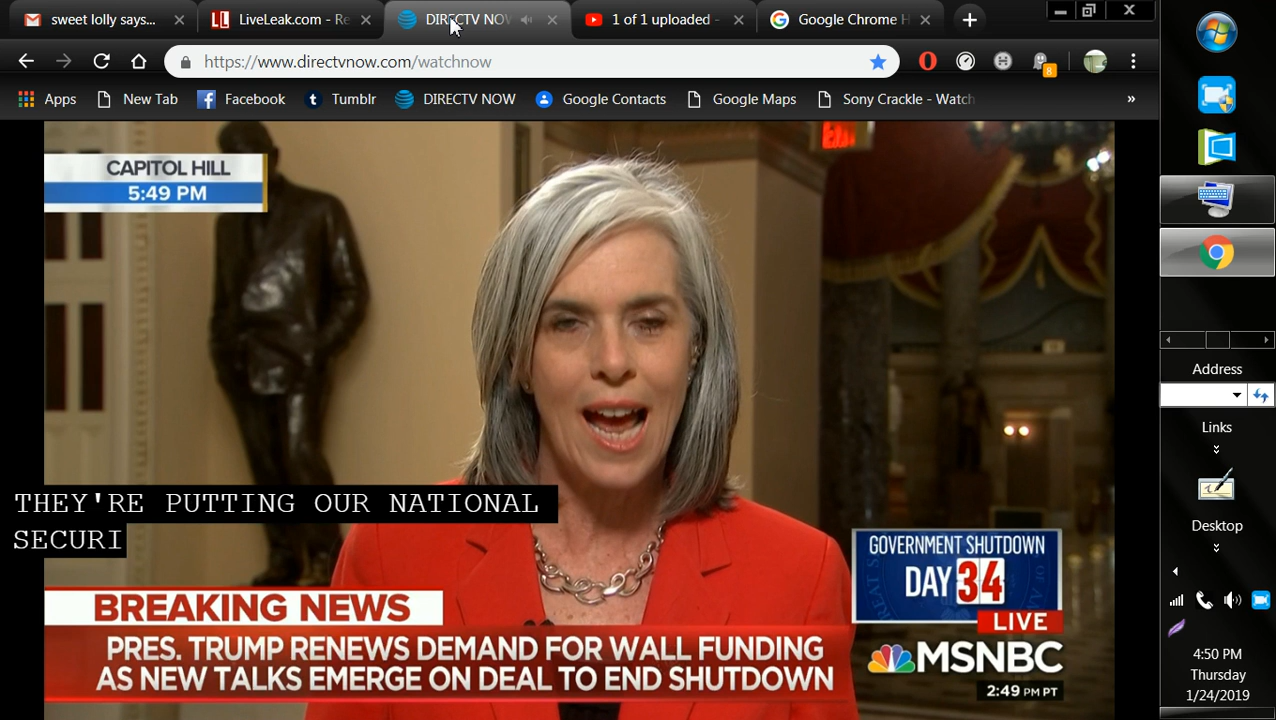 sweet lolly says...
LiveLeak.com - Re
DIRECTV NOW
1 of 1 uploaded -
Google Chrome H
https://www.directvnow.com/watchnow
8
Apps
New Tab
Facebook
Tumblr
DIRECTV NOW
Google Contacts
Google Maps
Sony Crackle - Watch
»
EXIT
CAPITOL HILL
5:49 PM
THEY'RE PUTTING OUR NATIONAL
SECURI
GOVERNMENT SHUTDOWN
DAY 34
BREAKING NEWS
LIVE
PRES. TRUMP RENEWS DEMAND FOR WALL FUNDING
AS NEW TALKS EMERGE ON DEAL TO END SHUTDOWN
MSNBC
2:49 PM PT
Address
Links
Desktop
4:50 PM
Thursday
1/24/2019